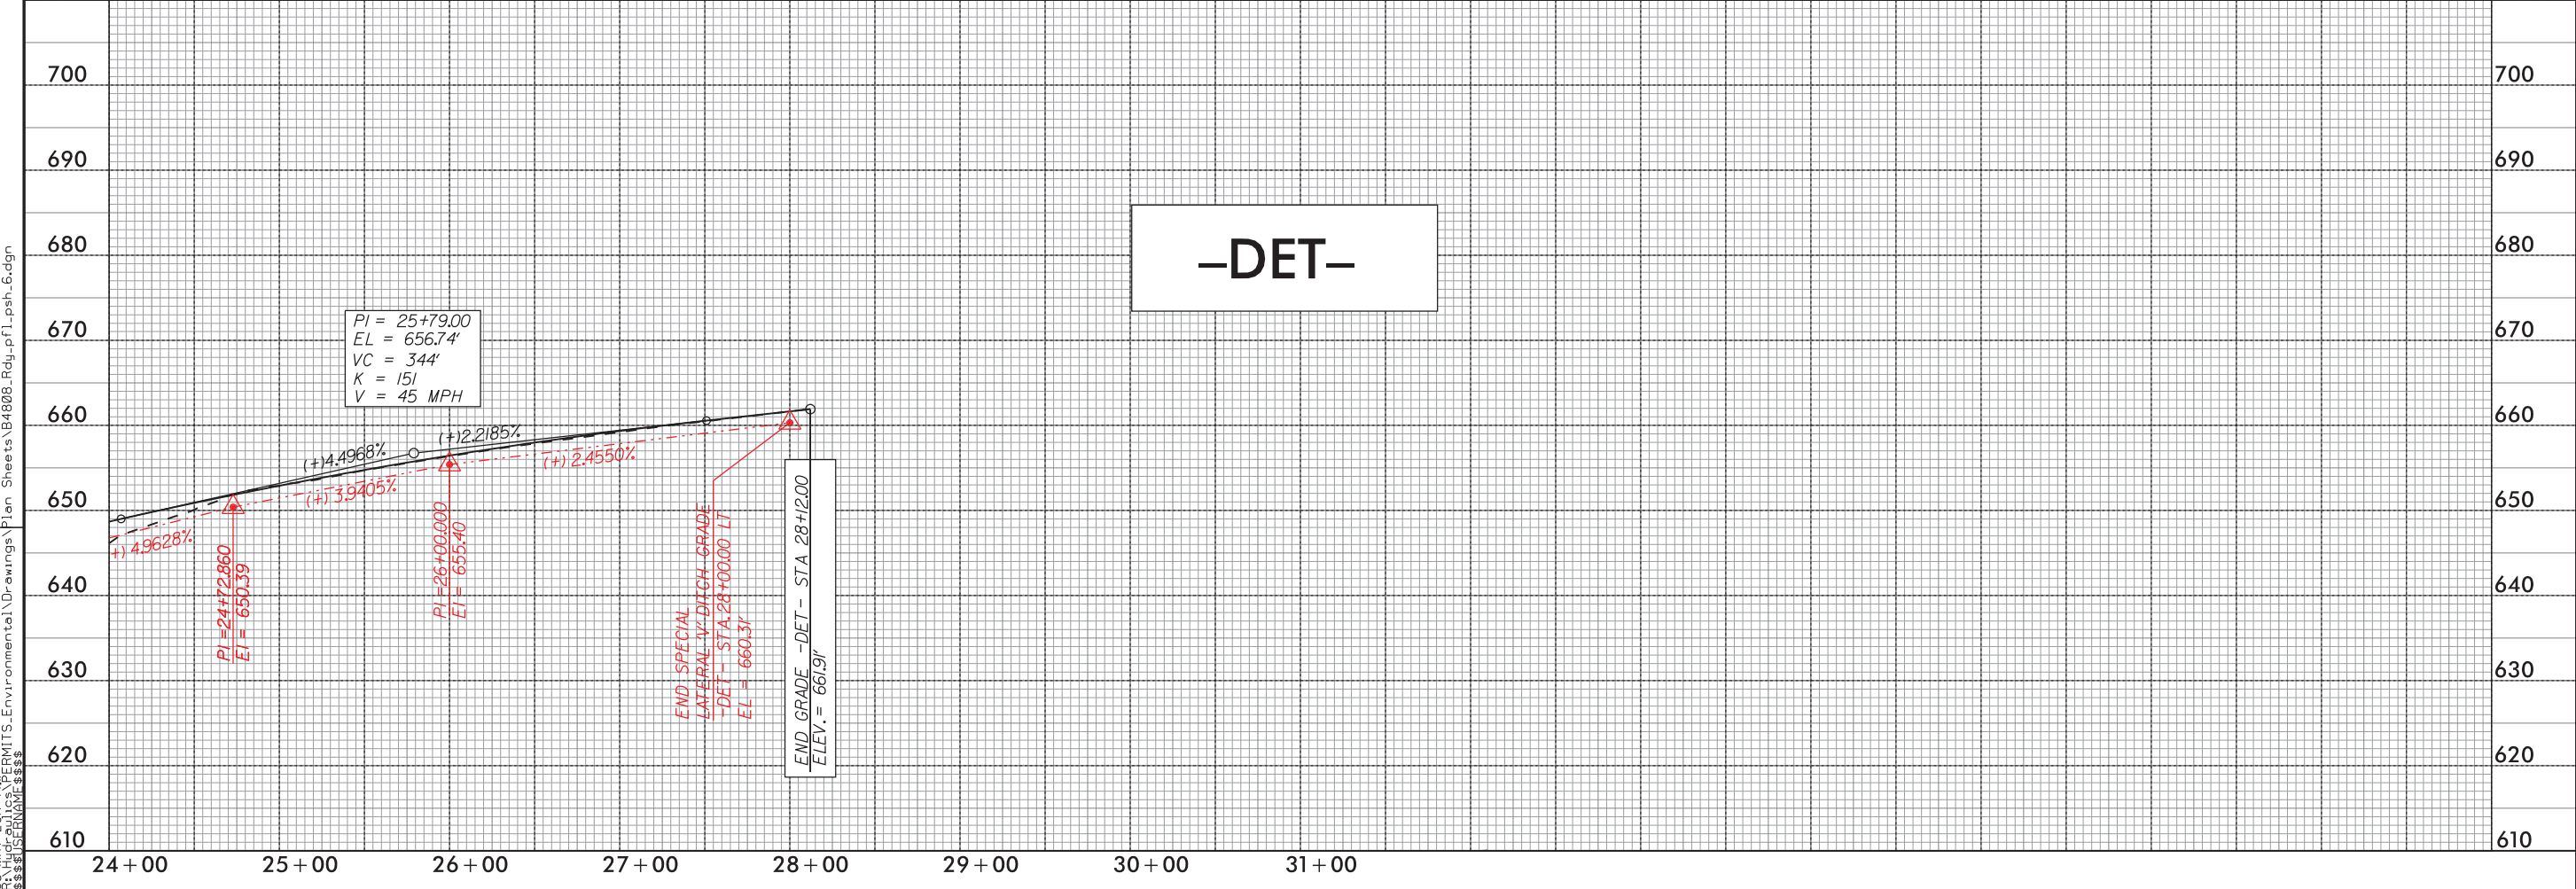 700
700
690
690
680
680
–DET–
670
670
PI = 25+79.00
EL = 656.74'
VC = 344'
K = 151
V = 45 MPH
660
660
(+)4.4968%
(+)2.2185%
(+) 3.9405%
(+) 2.4550%
650
650
+) 4.9628%
PI =24+72.860
El = 650.39
PI =26+00.000
El = 655.40
END SPECIAL
LATERAL 'V' DITCH GRADE
-DET- STA.28+00.00 LT
EL = 660.31'
END GRADE -DET- STA 28+12.00
ELEV. = 661.91'
640
640
630
630
620
620
610
610
24+00
25+00
26+00
27+00
28+00
29+00
30+00
31+00
R:\Hydraulics\PERMITS_Environmental\Drawings\Plan Sheets\B4808_Rdy_pfl_psh_6.dgn
$$$$USERNAME$$$$